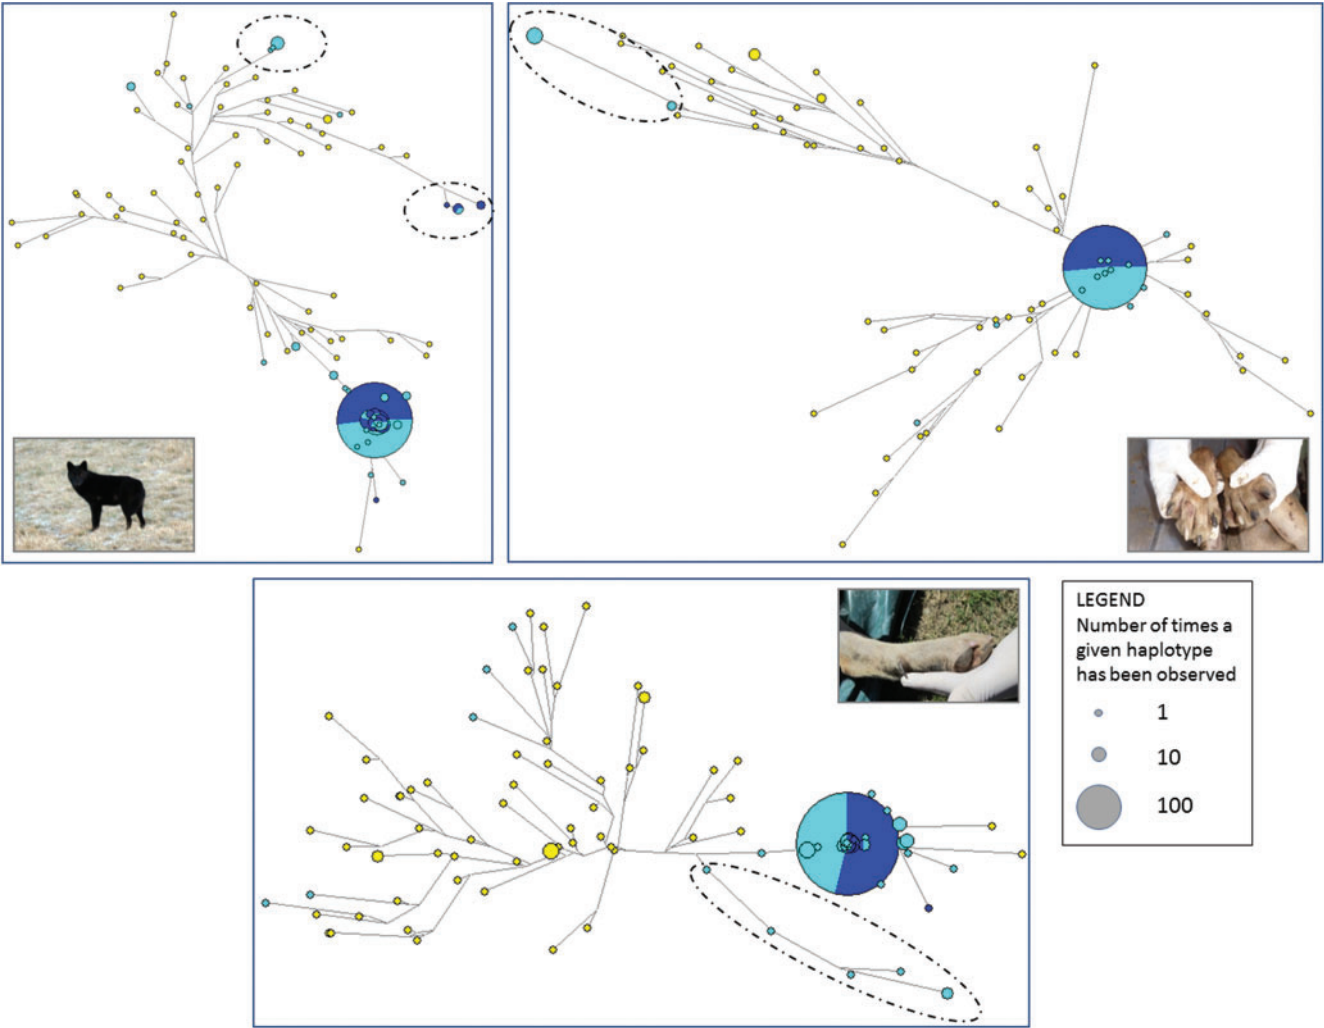 LEGEND
Number of times a
given haplotype
has been observed
1
10
100